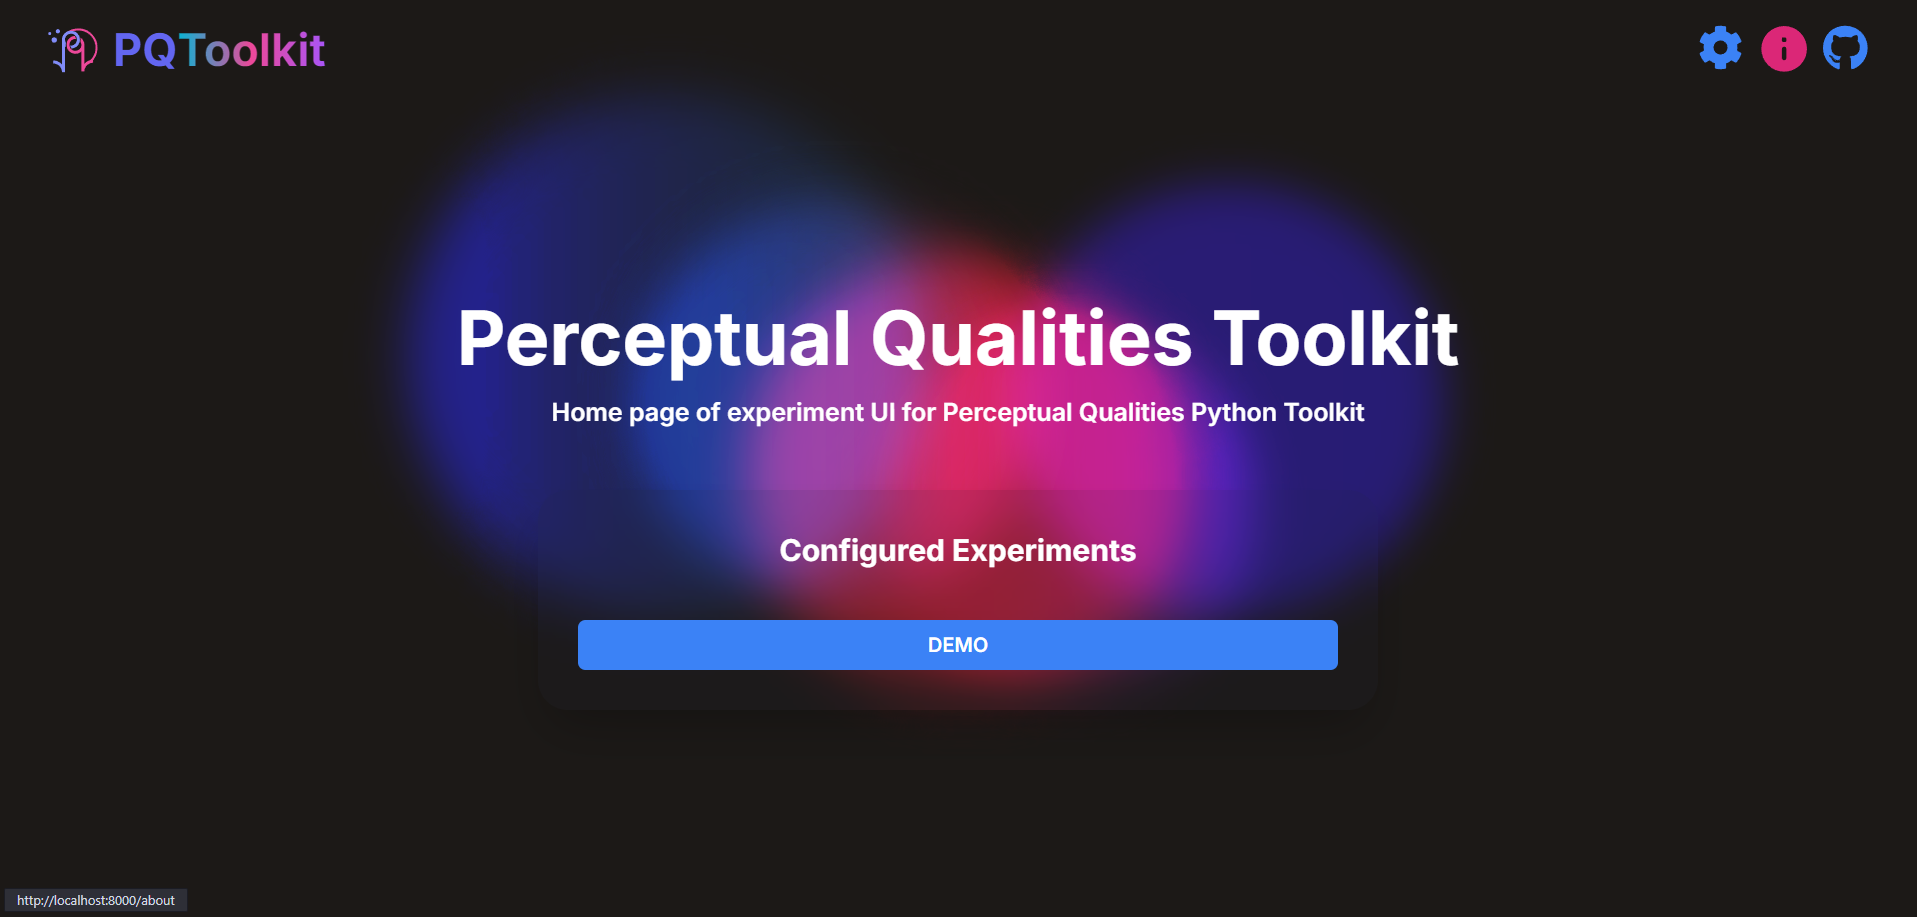 PQToolkit
Perceptual Qualities Toolkit
Home page of experiment UI for Perceptual Qualities Python Toolkit
Configured Experiments
DEMO
http://localhost:8000/about